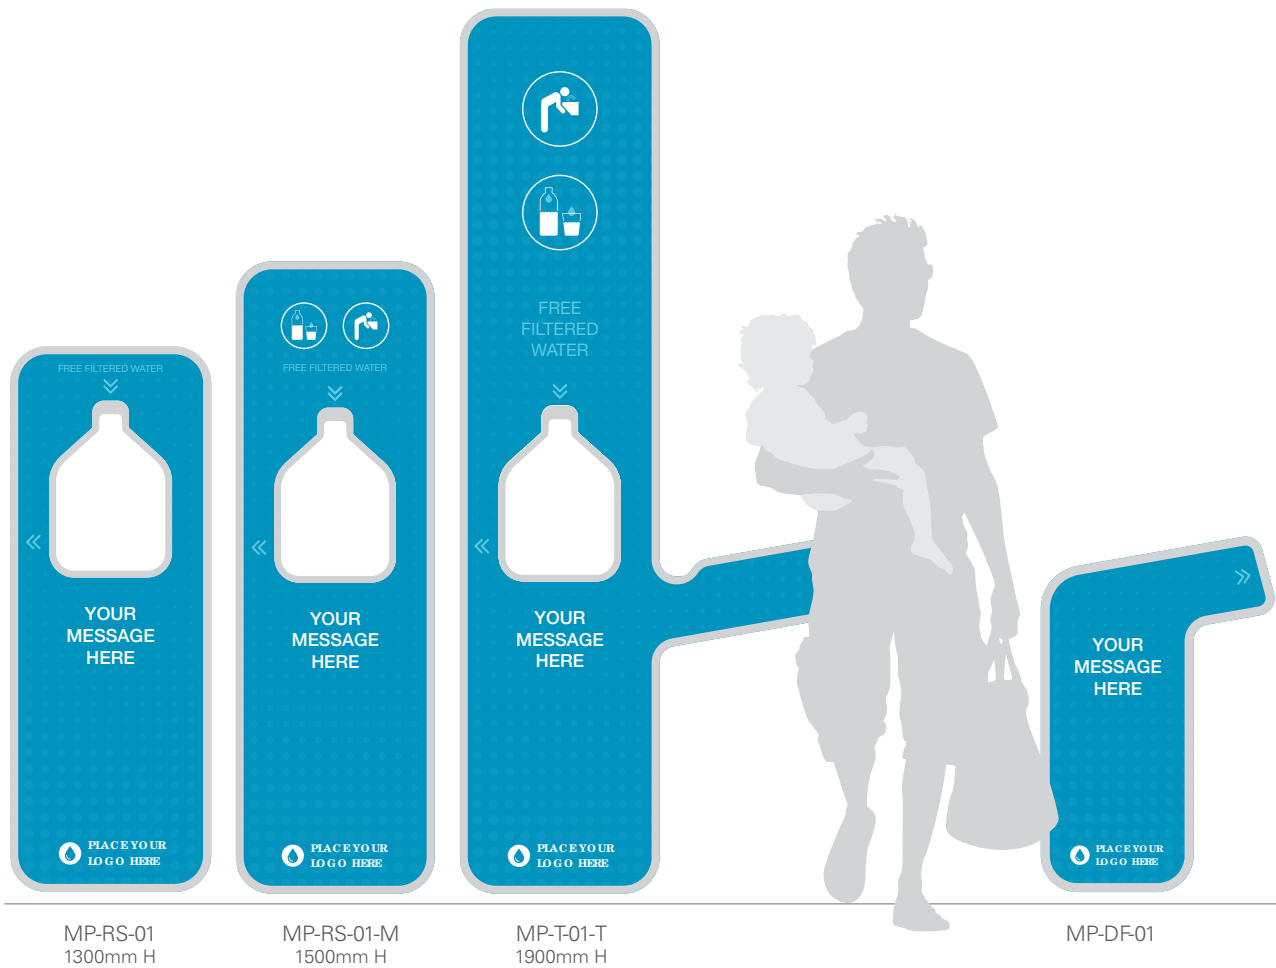 FREE FILTERED WATER
YOUR
MESSAGE
HERE
PLACE YOUR
LOGO HERE
MP-RS-01
1300mm H
FREE FILTERED WATER
YOUR
MESSAGE
HERE
PLACE YOUR
LOGO HERE
MP-RS-01-M
1500mm H
FREE
FILTERED
WATER
YOUR
MESSAGE
HERE
PLACE YOUR
LOGO HERE
MP-T-01-T
1900mm H
YOUR
MESSAGE
HERE
PLACE YOUR
LOGO HERE
MP-DF-01